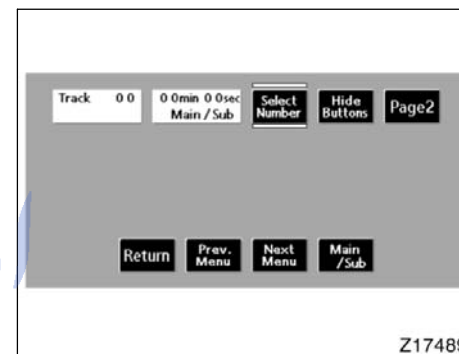 Track 0 0
0 0min 0 0sec
Main / Sub
Select
Number
Hide
Buttons
Page2
Return
Prev.
Menu
Next
Menu
Main
/Sub
Z17489